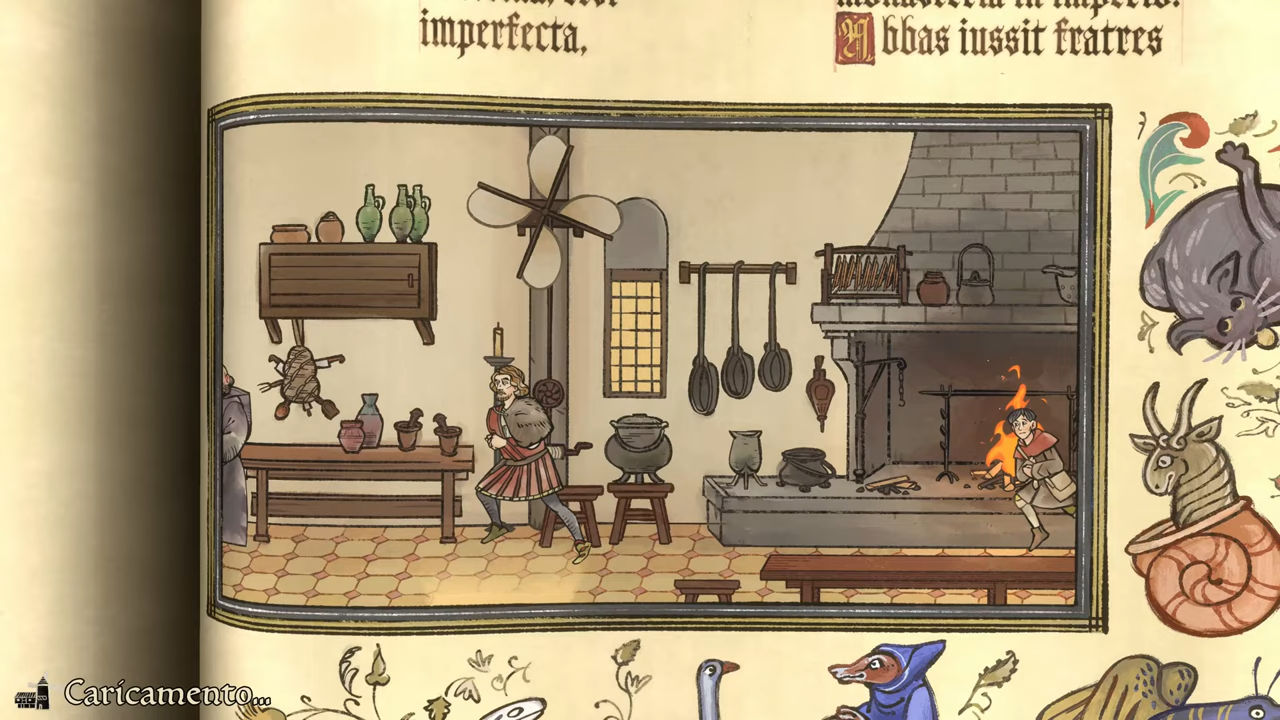 imperfecta,
Abbas iussit fratres
Caricamento...